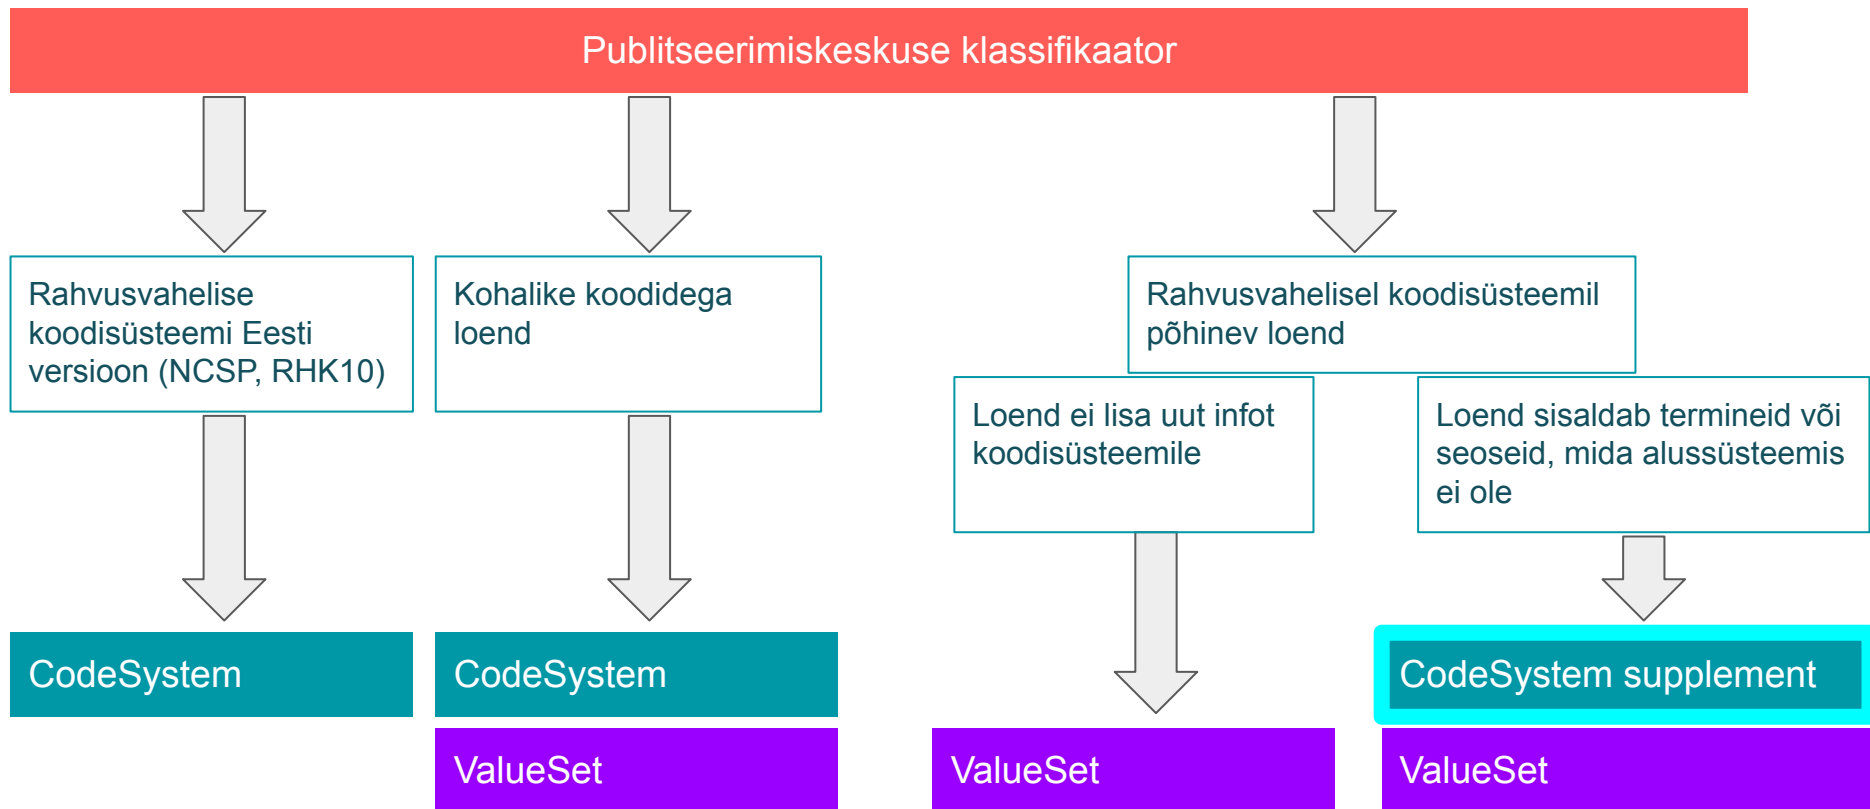 Publitseerimiskeskuse klassifikaator
Rahvusvahelise
koodisüsteemi Eesti
versioon (NCSP, RHK10)
Kohalike koodidega
loend
Rahvusvahelisel koodisüsteemil
põhinev loend
Loend ei lisa uut infot
koodisüsteemile
Loend sisaldab termineid või
seoseid, mida alussüsteemis
ei ole
CodeSystem
CodeSystem
ValueSet
ValueSet
CodeSystem supplement
ValueSet